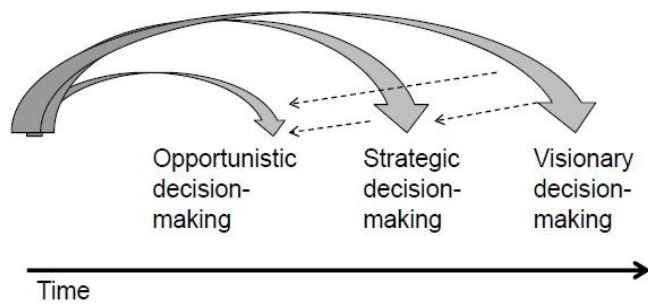 Opportunistic
decision-
making
Strategic
decision-
making
Visionary
decision-
making
Time